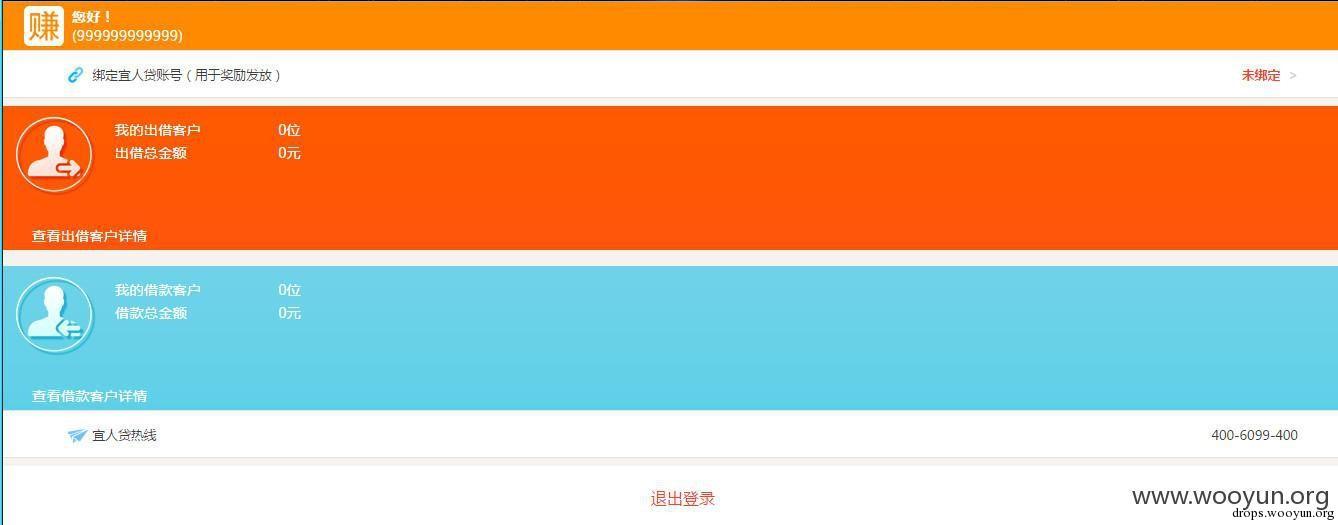 赚
您好！
(999999999999)
绑定宜人贷账号（用于奖励发放）
未绑定 >
我的出借客户 0位
出借总金额 0元
查看出借客户详情
我的借款客户 0位
借款总金额 0元
查看借款客户详情
宜人贷热线 400-6099-400
退出登录
www.wooyun.org
drops.wooyun.org